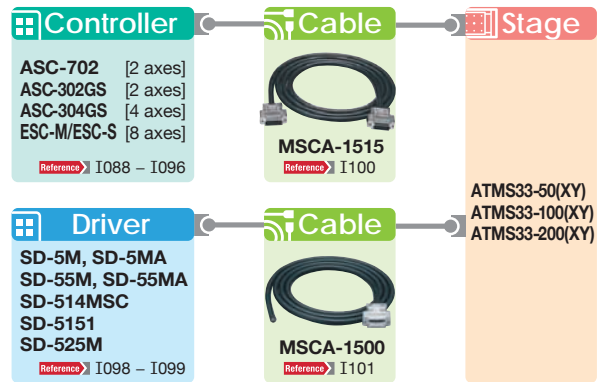 Controller
ASC-702 [2 axes]
ASC-302GS [2 axes]
ASC-304GS [4 axes]
ESC-M/ESC-S [8 axes]
Reference I088 – I096
Cable
MSCA-1515
Reference I100
Stage
ATMS33-50(XY)
ATMS33-100(XY)
ATMS33-200(XY)
Driver
SD-5M, SD-5MA
SD-55M, SD-55MA
SD-514MSC
SD-5151
SD-525M
Reference I098 – I099
Cable
MSCA-1500
Reference I101